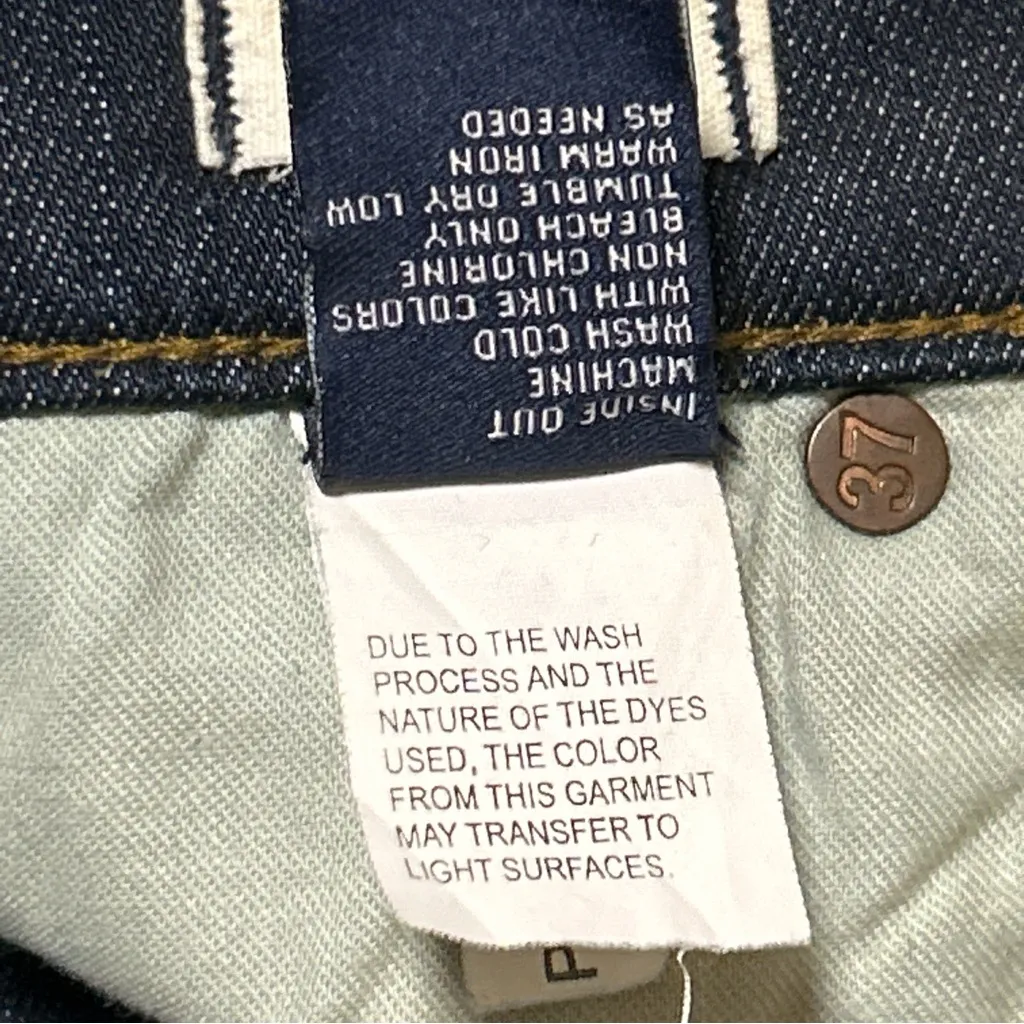 INSIDE OUT
MACHINE
WASH COLD
WITH LIKE COLORS
NON CHLORINE
BLEACH ONLY
TUMBLE DRY LOW
WARM IRON
AS NEEDED
37
DUE TO THE WASH
PROCESS AND THE
NATURE OF THE DYES
USED, THE COLOR
FROM THIS GARMENT
MAY TRANSFER TO
LIGHT SURFACES.
P